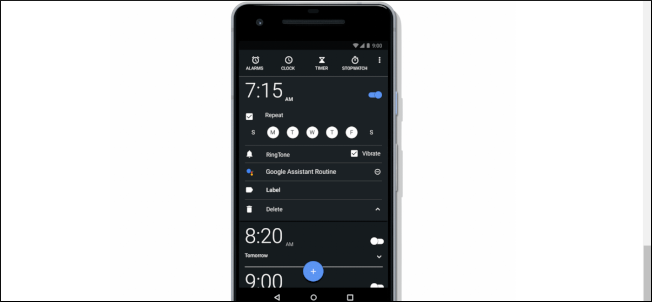 9:00
ALARMS CLOCK TIMER STOPWATCH
7:15 AM
Repeat
S M T W T F S
RingTone Vibrate
Google Assistant Routine
Label
Delete
8:20 AM
Tomorrow
9:00